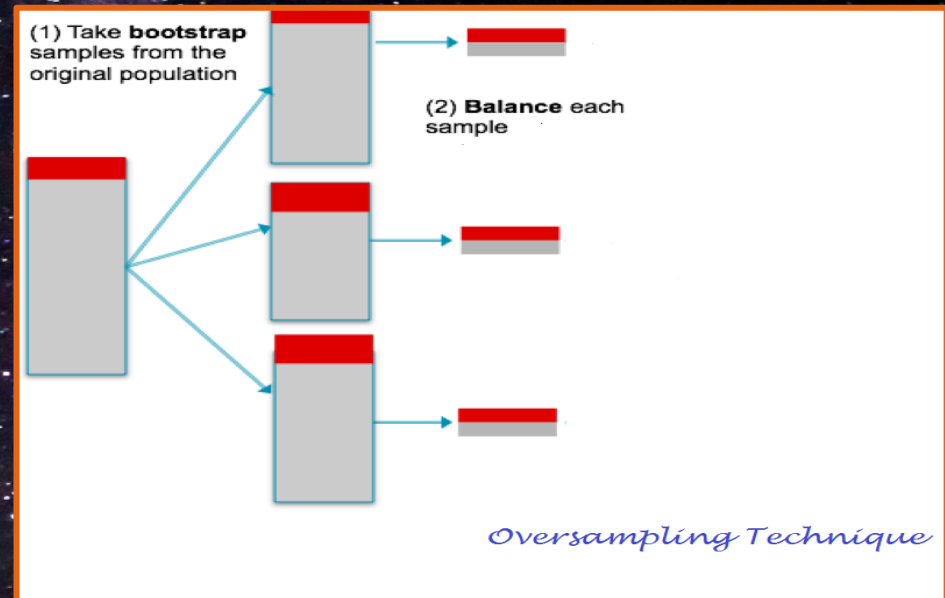 (1) Take bootstrap
samples from the
original population
(2) Balance each
sample
Oversampling Technique